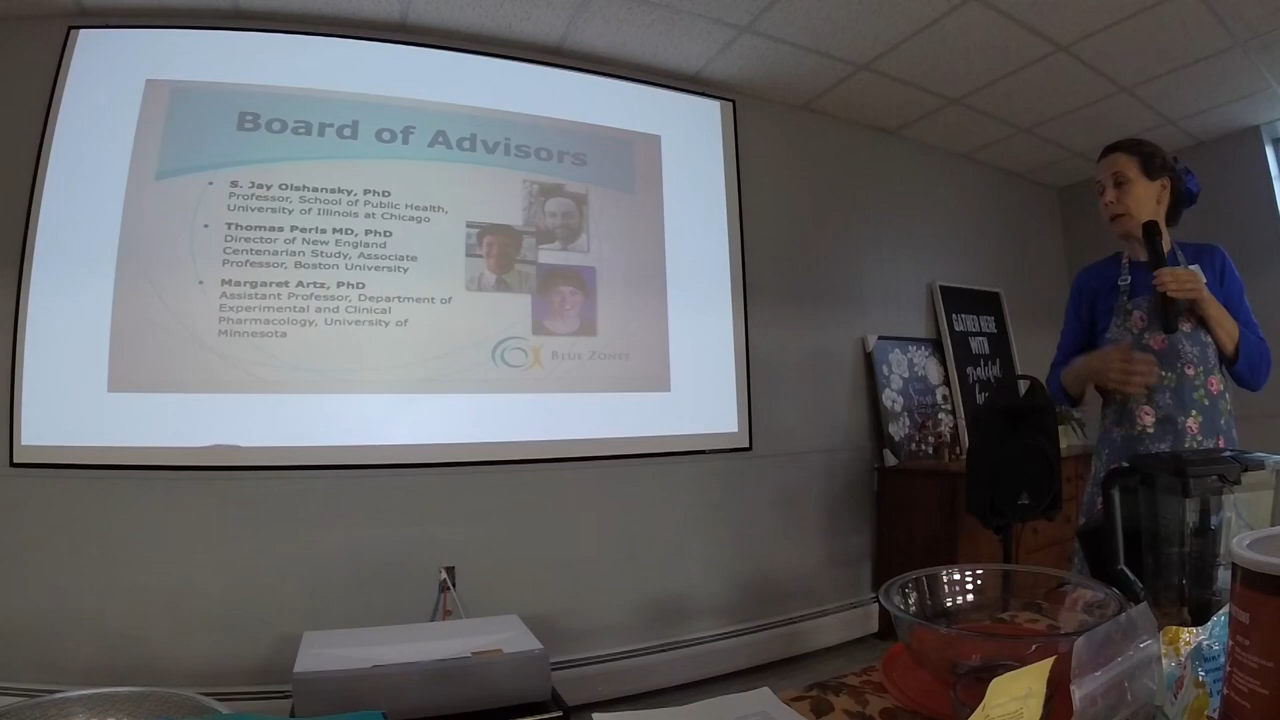 Board of Advisors
• S. Jay Olshansky, PhD
Professor, School of Public Health,
University of Illinois at Chicago
• Thomas Perls MD, PhD
Director of New England
Centenarian Study, Associate
Professor, Boston University
• Margaret Artz, PhD
Assistant Professor, Department of
Experimental and Clinical
Pharmacology, University of
Minnesota
BLUE ZONES
GATHER HERE
WITH
grateful